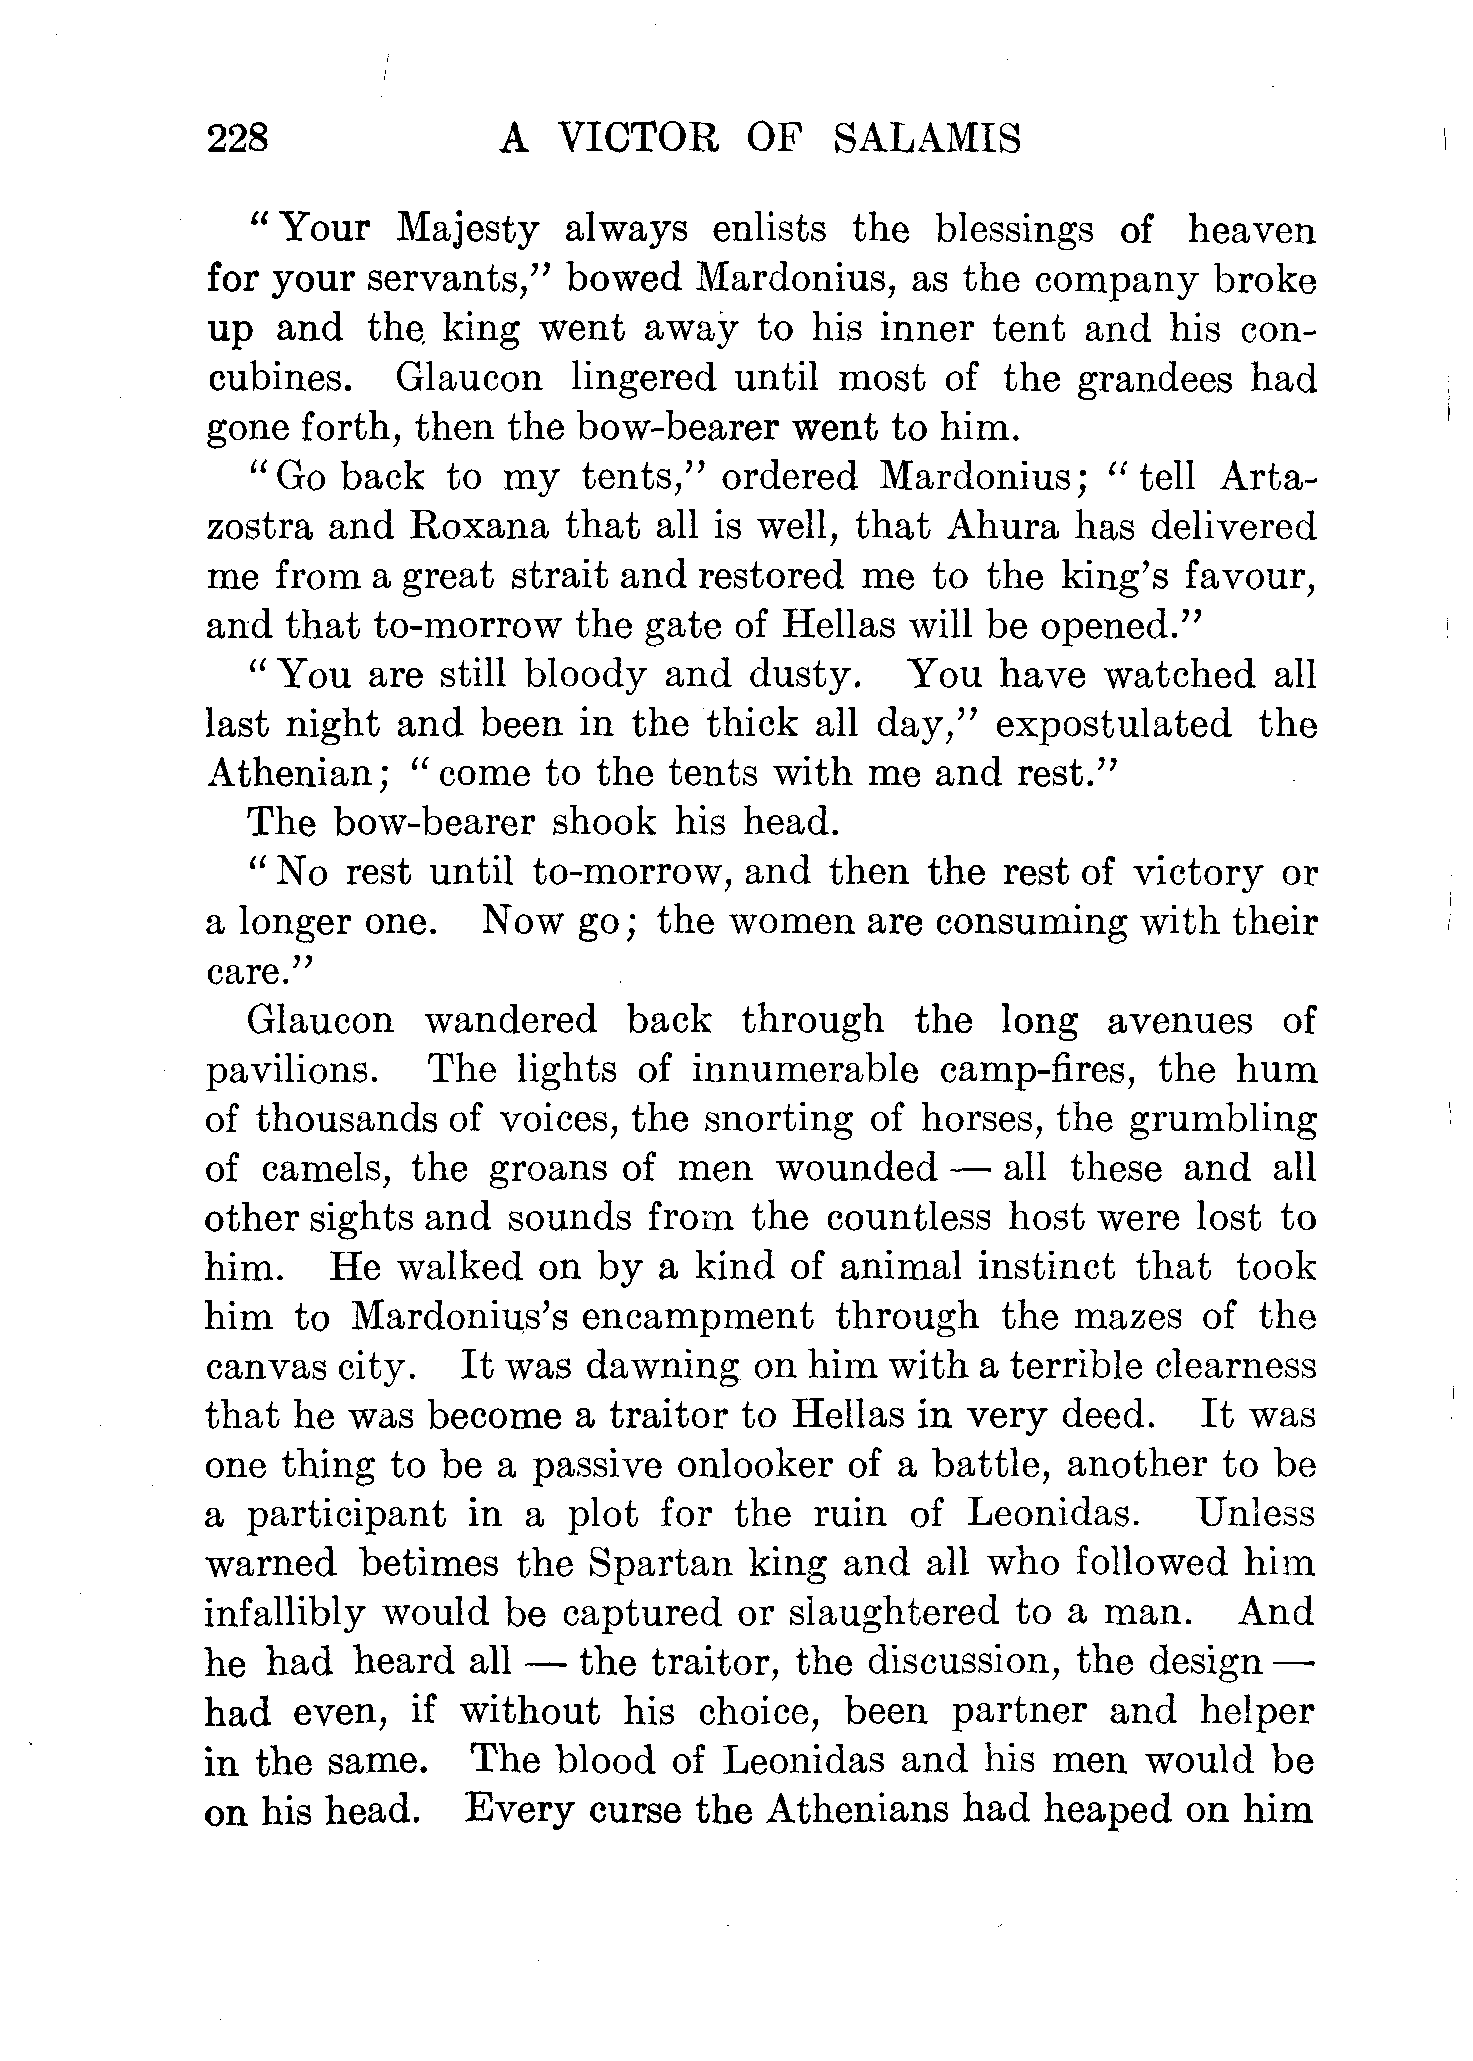 228 A VICTOR OF SALAMIS
“Your Majesty always enlists the blessings of heaven
for your servants,” bowed Mardonius, as the company broke
up and the king went away to his inner tent and his con-
cubines. Glaucon lingered until most of the grandees had
gone forth, then the bow-bearer went to him.
“Go back to my tents,” ordered Mardonius; “tell Arta-
zostra and Roxana that all is well, that Ahura has delivered
me from a great strait and restored me to the king’s favour,
and that to-morrow the gate of Hellas will be opened.”
“You are still bloody and dusty. You have watched all
last night and been in the thick all day,” expostulated the
Athenian; “come to the tents with me and rest.”
The bow-bearer shook his head.
“No rest until to-morrow, and then the rest of victory or
a longer one. Now go; the women are consuming with their
care.”
Glaucon wandered back through the long avenues of
pavilions. The lights of innumerable camp-fires, the hum
of thousands of voices, the snorting of horses, the grumbling
of camels, the groans of men wounded — all these and all
other sights and sounds from the countless host were lost to
him. He walked on by a kind of animal instinct that took
him to Mardonius’s encampment through the mazes of the
canvas city. It was dawning on him with a terrible clearness
that he was become a traitor to Hellas in very deed. It was
one thing to be a passive onlooker of a battle, another to be
a participant in a plot for the ruin of Leonidas. Unless
warned betimes the Spartan king and all who followed him
infallibly would be captured or slaughtered to a man. And
he had heard all — the traitor, the discussion, the design —
had even, if without his choice, been partner and helper
in the same. The blood of Leonidas and his men would be
on his head. Every curse the Athenians had heaped on him